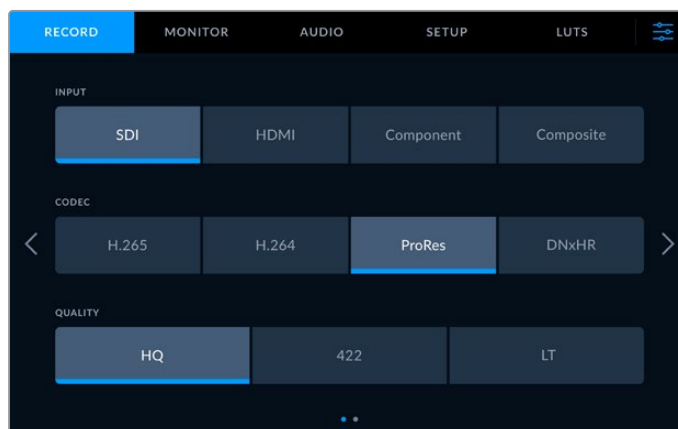 RECORD MONITOR AUDIO SETUP LUTS
INPUT
SDI HDMI Component Composite
CODEC
H.265 H.264 ProRes DNxHR
QUALITY
HQ 422 LT